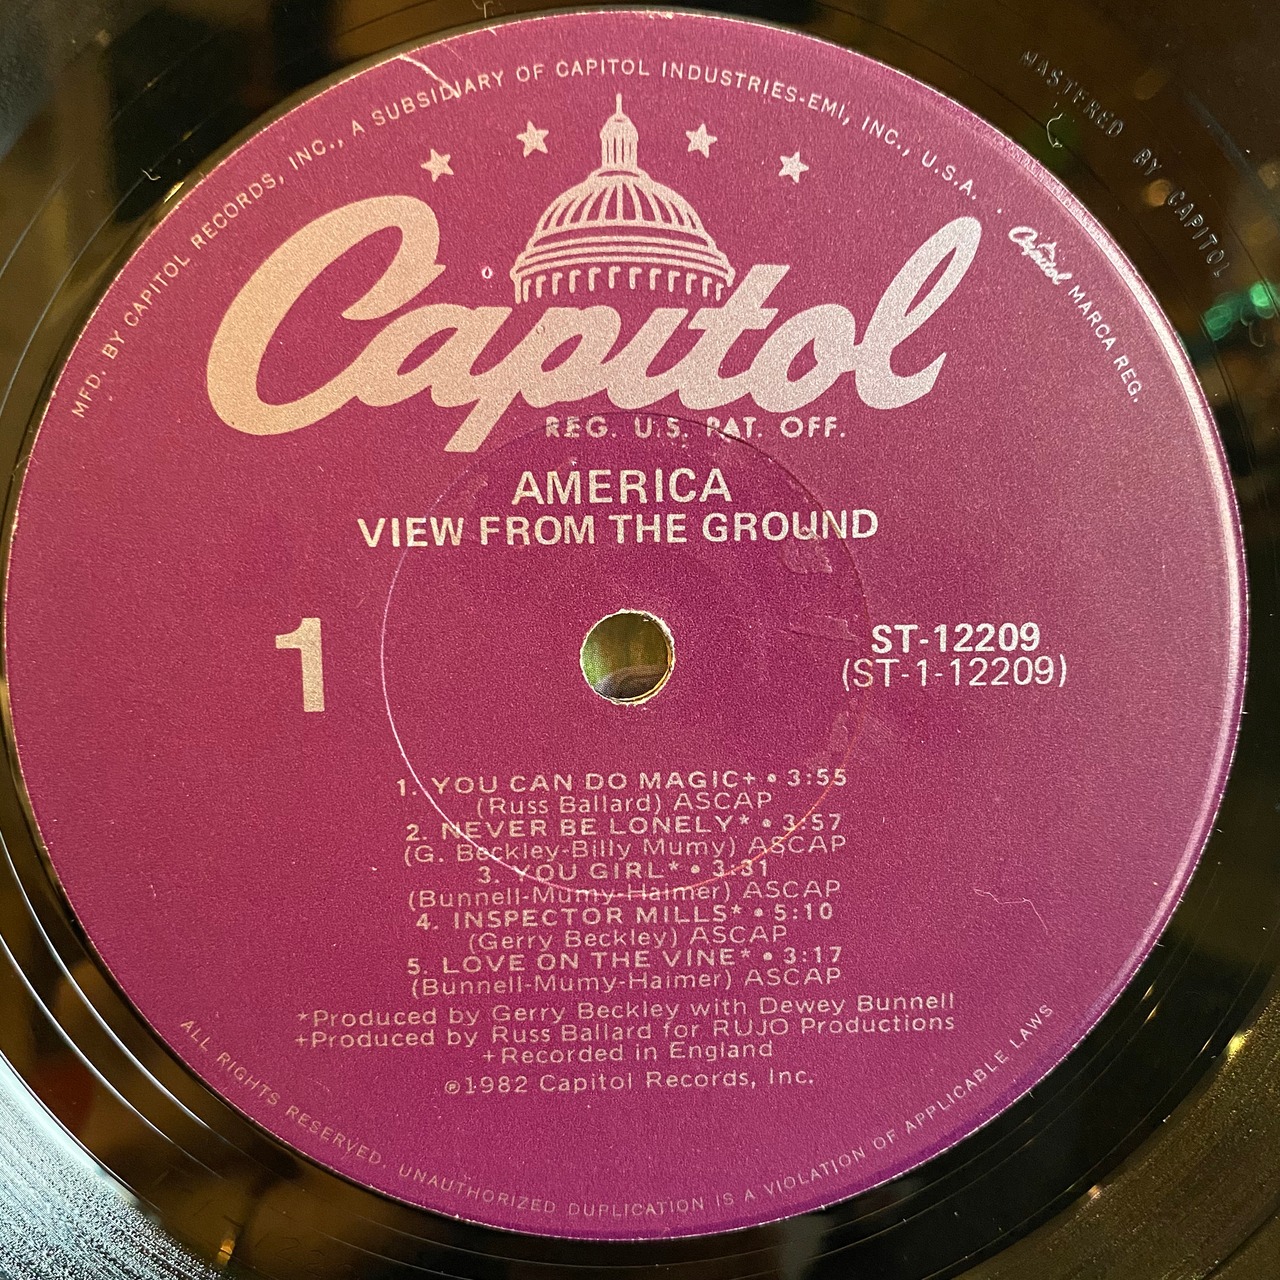 MASTERED BY CAPITOL
MFD. BY CAPITOL RECORDS, INC., A SUBSIDIARY OF CAPITOL INDUSTRIES-EMI, INC., U.S.A. . Capitol MARCA REG.
Capitol
REG. U.S. PAT. OFF.
AMERICA
VIEW FROM THE GROUND
1
ST-12209
(ST-1-12209)
1. YOU CAN DO MAGIC+ • 3:55
(Russ Ballard) ASCAP
2. NEVER BE LONELY* • 3:57
(G. Beckley-Billy Mumy) ASCAP
3. YOU GIRL* • 3:31
(Bunnell-Mumy-Haimer) ASCAP
4. INSPECTOR MILLS* • 5:10
(Gerry Beckley) ASCAP
5. LOVE ON THE VINE* • 3:17
(Bunnell-Mumy-Haimer) ASCAP
*Produced by Gerry Beckley with Dewey Bunnell
+Produced by Russ Ballard for RUJO Productions
+Recorded in England
℗1982 Capitol Records, Inc.
ALL RIGHTS RESERVED. UNAUTHORIZED DUPLICATION IS A VIOLATION OF APPLICABLE LAWS